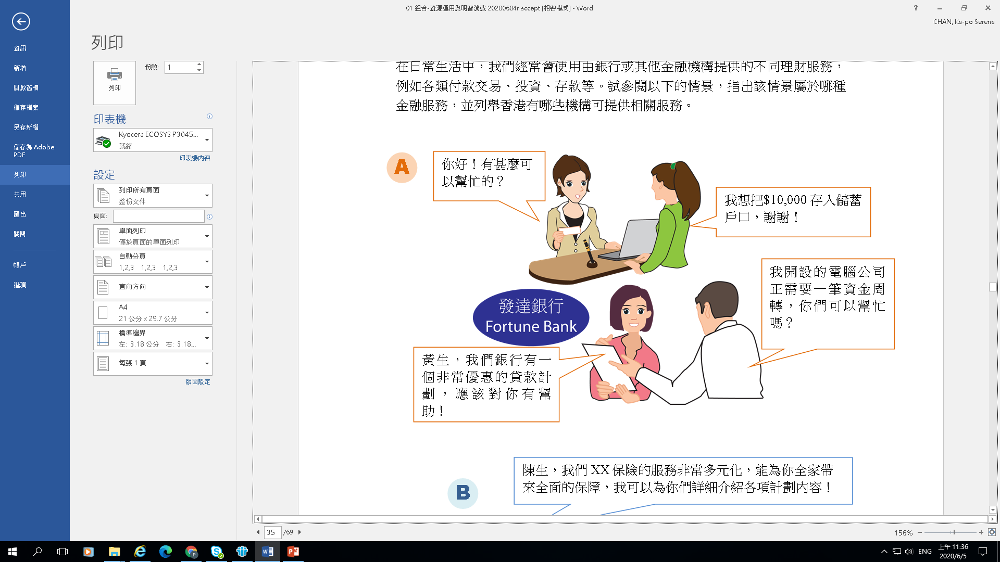 01 組合-資源運用與明智消費 20200604r accept [相容模式] - Word
?
CHAN, Ka-po Serena
資訊
新增
開啟舊檔
儲存檔案
另存新檔
儲存為 Adobe
PDF
列印
共用
匯出
關閉
帳戶
選項
列印
列印
份數:
1
印表機
Kyocera ECOSYS P3045...
就緒
印表機內容
設定
列印所有頁面
整份文件
頁面:
單面列印
僅於頁面的單面列印
自動分頁
1,2,3 1,2,3 1,2,3
直向方向
A4
21 公分 x 29.7 公分
標準邊界
左: 3.18 公分 右: 3.18...
每張 1 頁
版面設定
在日常生活中，我們經常會使用由銀行或其他金融機構提供的不同理財服務，
例如各類付款交易、投資、存款等。試參閱以下的情景，指出該情景屬於哪種
金融服務，並列舉香港有哪些機構可提供相關服務。
A
你好！有甚麼可
以幫忙的？
我想把$10,000 存入儲蓄
戶口，謝謝！
我開設的電腦公司
正需要一筆資金周
轉，你們可以幫忙
嗎？
發達銀行
Fortune Bank
黃生，我們銀行有一
個非常優惠的貸款計
劃，應該對你有幫
助！
B
陳生，我們 XX 保險的服務非常多元化，能為你全家帶
來全面的保障，我可以為你們詳細介紹各項計劃內容！
35 /69
156%
ENG
上午 11:36
2020/6/5